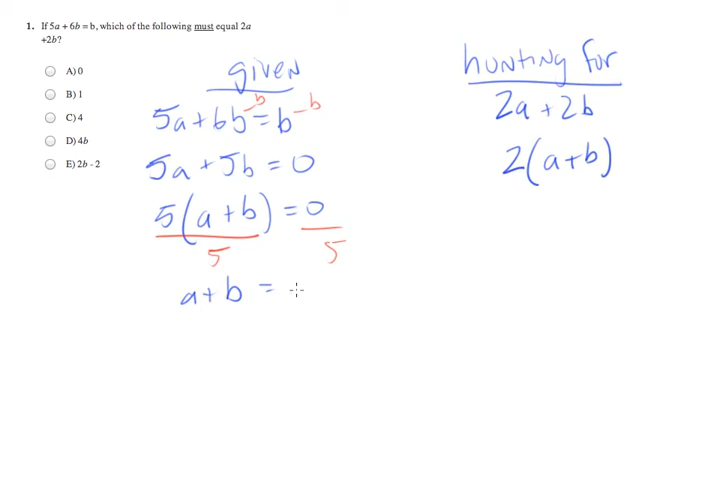 1. If 5a + 6b = b, which of the following must equal 2a
+2b?
A) 0
B) 1
C) 4
D) 4b
E) 2b - 2
given
5a + 6b - b = b - b
5a + 5b = 0
5(a + b) = 0
5 5
a + b =
hunting for
2a + 2b
2(a + b)